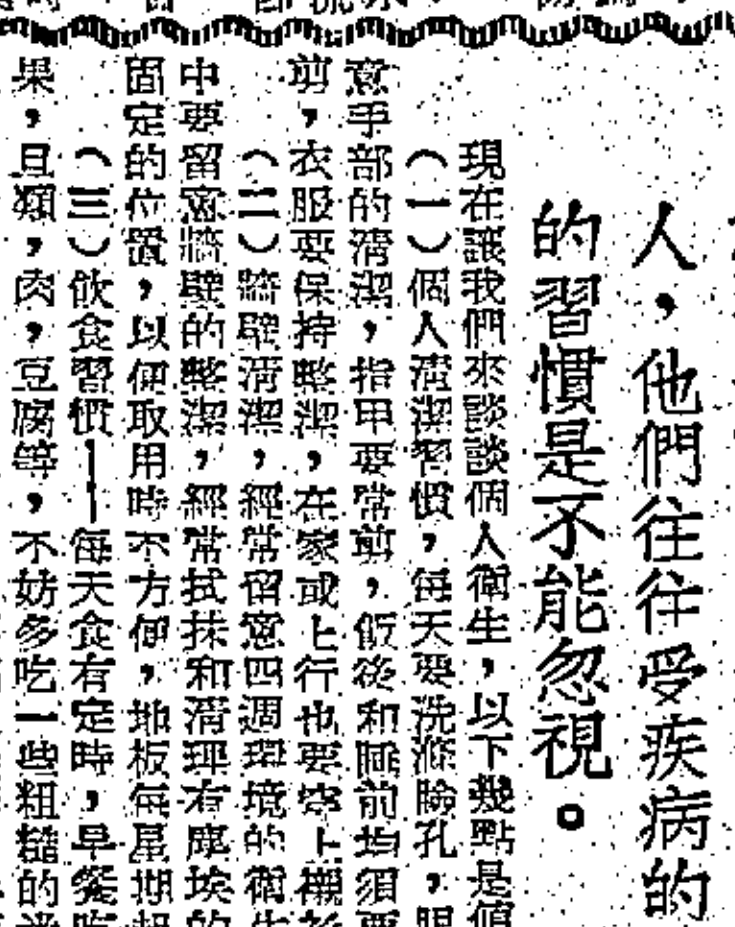 人，他們往往受疾病的
的習慣是不能忽視。
現在讓我們來談談個人衛生，以下幾點是值
（一）個人清潔習慣，每天要洗滌臉孔，眼
意手部的清潔，指甲要常剪，飯後和睡前均須要
剪，衣服要保持整潔，在家或上行也要穿上襯衫
（二）牆壁清潔，經常留意四週環境的衛生
中要留意牆壁的整潔，經常拭抹和清理有塵埃的
固定的位置，以便取用時不方便，地板每星期
（三）飲食習慣——每天食有定時，早餐吃
果，旦類，肉，豆腐等，不妨多吃一些粗糙的